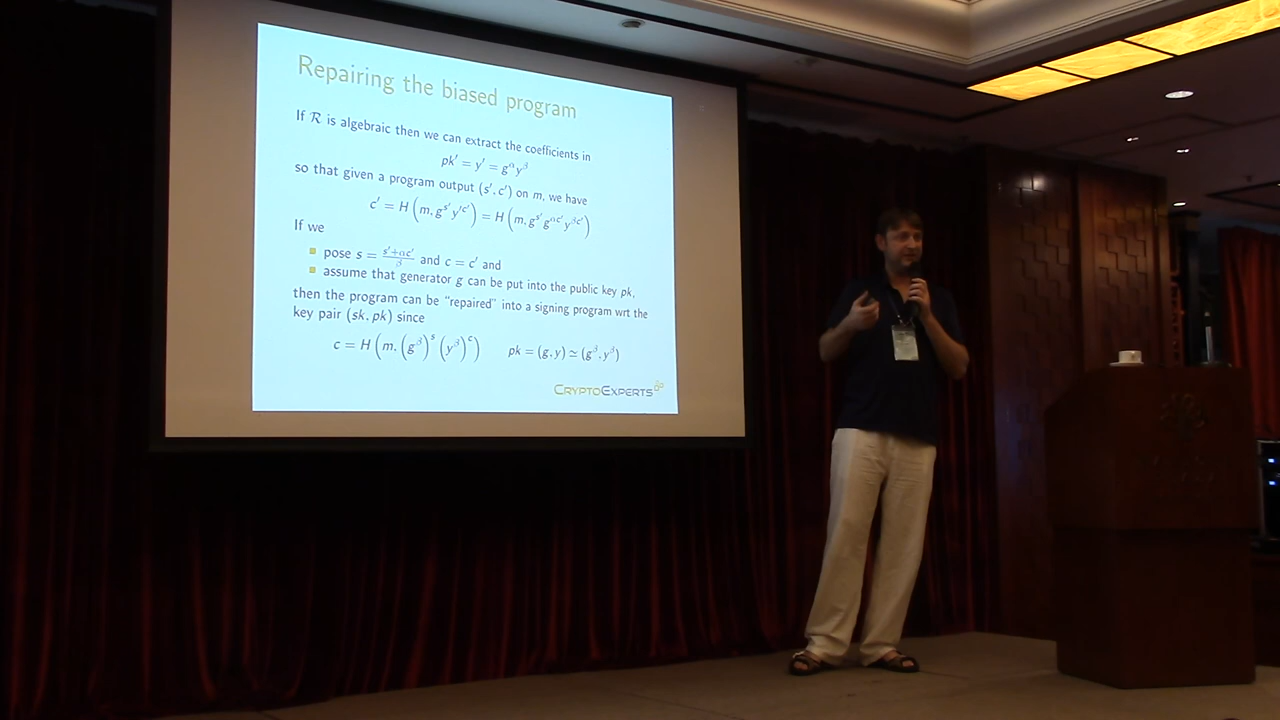 Repairing the biased program
If R is algebraic then we can extract the coefficients in
pk′ = y′ = g^α y^β
so that given a program output (s′, c′) on m, we have
c′ = H(m, g^{s′} y′^{c′}) = H(m, g^{s′} g^{αc′} y^{βc′})
If we
pose s = (s′+αc′)/β and c = c′ and
assume that generator g can be put into the public key pk,
then the program can be "repaired" into a signing program wrt the
key pair (sk, pk) since
c = H(m, (g^β)^s (y^β)^c) pk = (g, y) ≃ (g^β, y^β)
CRYPTOEXPERTS